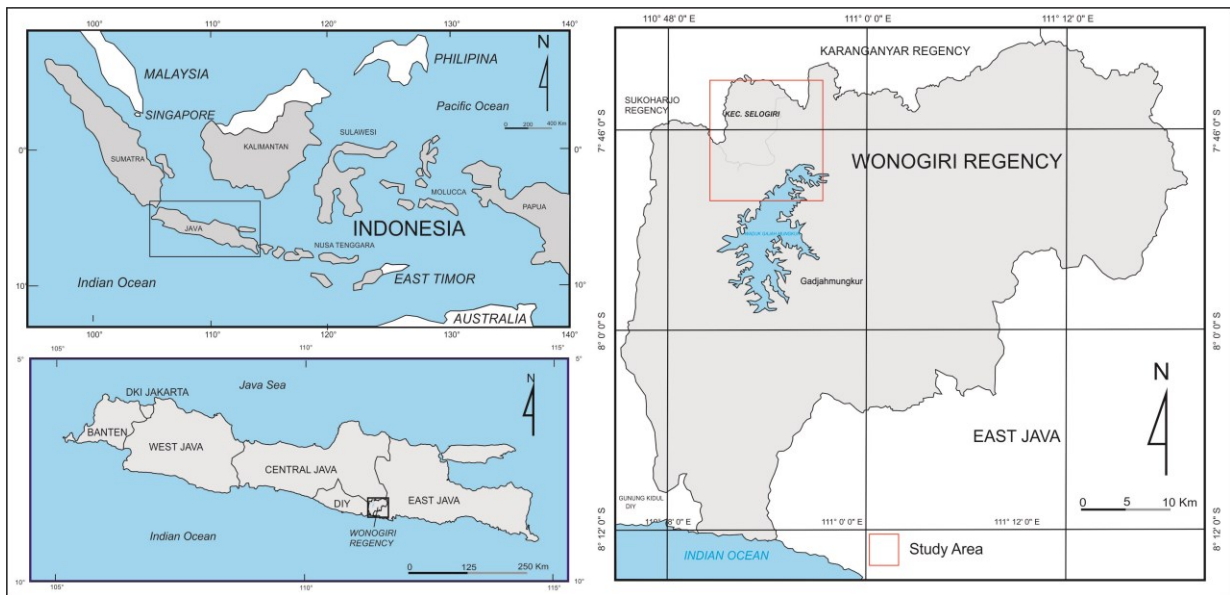 100°
110°
120°
130°
140°
N
MALAYSIA
PHILIPINA
SINGAPORE
Pacific Ocean
0 200 400 Km
SULAWESI
0°
0°
SUMATRA
KALIMANTAN
MOLUCCA
PAPUA
INDONESIA
JAVA
NUSA TENGGARA
EAST TIMOR
Indian Ocean
10°
10°
AUSTRALIA
100°
110°
120°
130°
140°
105°
110°
115°
5°
5°
Java Sea
N
DKI JAKARTA
BANTEN
WEST JAVA
CENTRAL JAVA
EAST JAVA
DIY
WONOGIRI
REGENCY
Indian Ocean
0 125 250 Km
10°
10°
105°
110°
115°
110° 48' 0" E
111° 0' 0" E
111° 12' 0" E
KARANGANYAR REGENCY
SUKOHARJO
REGENCY
KEC. SELOGIRI
7° 46' 0" S
7° 46' 0" S
WONOGIRI REGENCY
Gadjahmungkur
8° 0' 0" S
8° 0' 0" S
N
EAST JAVA
GUNUNG KIDUL
DIY
0 5 10 Km
110° 48' 0" E
111° 0' 0" E
111° 12' 0" E
8° 12' 0" S
8° 12' 0" S
INDIAN OCEAN
Study Area